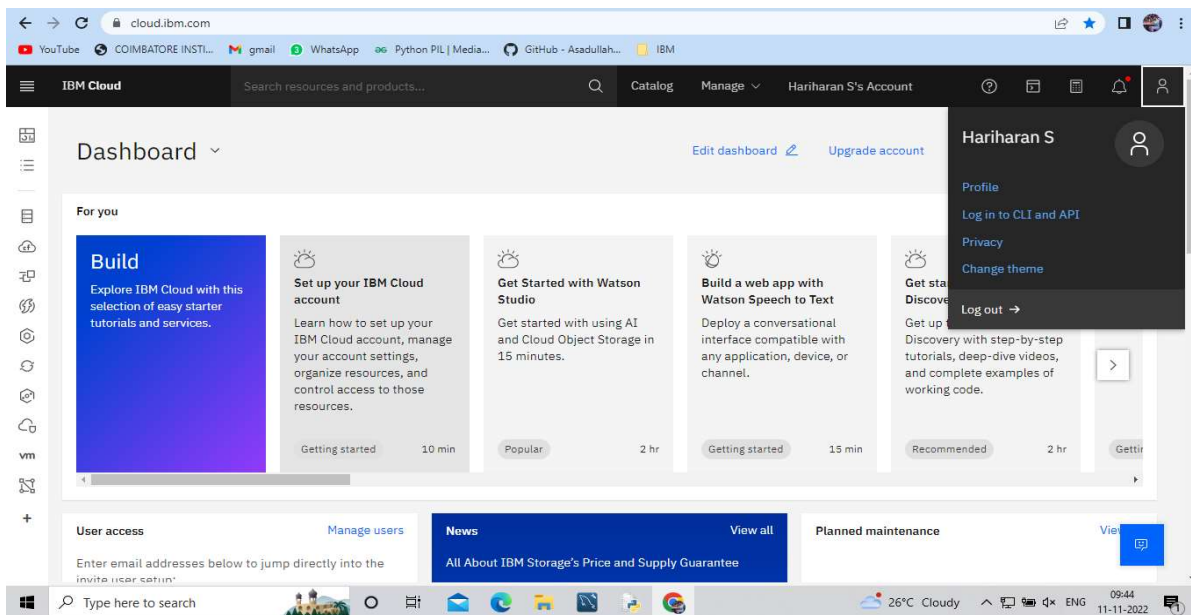 cloud.ibm.com
YouTube COIMBATORE INSTI... gmail WhatsApp Python PIL | Media... GitHub - Asadullah... IBM
IBM Cloud Search resources and products... Catalog Manage Hariharan S's Account
Hariharan S
Profile
Log in to CLI and API
Privacy
Change theme
Log out →
Dashboard Edit dashboard Upgrade account
For you
Build
Explore IBM Cloud with this
selection of easy starter
tutorials and services.
Set up your IBM Cloud
account
Learn how to set up your
IBM Cloud account, manage
your account settings,
organize resources, and
control access to those
resources.
Getting started 10 min
Get Started with Watson
Studio
Get started with using AI
and Cloud Object Storage in
15 minutes.
Popular 2 hr
Build a web app with
Watson Speech to Text
Deploy a conversational
interface compatible with
any application, device, or
channel.
Getting started 15 min
Get sta
Discove
Get up
Discovery with step-by-step
tutorials, deep-dive videos,
and complete examples of
working code.
Recommended 2 hr
Gettin
vm
User access Manage users
Enter email addresses below to jump directly into the
invite user setup:
News View all
All About IBM Storage's Price and Supply Guarantee
Planned maintenance Vie
Type here to search
26°C Cloudy ENG 09:44
11-11-2022